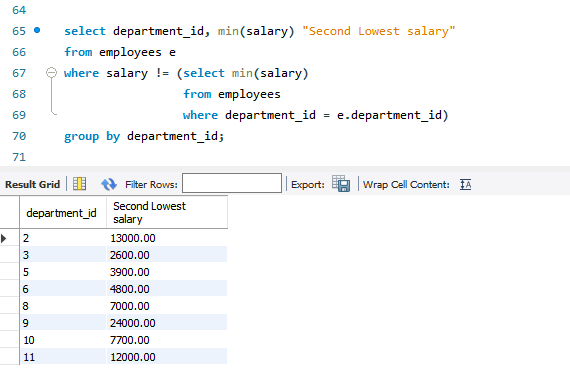 64
65 select department_id, min(salary) "Second Lowest salary"
66 from employees e
67 where salary != (select min(salary)
68 from employees
69 where department_id = e.department_id)
70 group by department_id;
71
Result Grid Filter Rows: Export: Wrap Cell Content: IA
department_id Second Lowest
salary
2 13000.00
3 2600.00
5 3900.00
6 4800.00
8 7000.00
9 24000.00
10 7700.00
11 12000.00